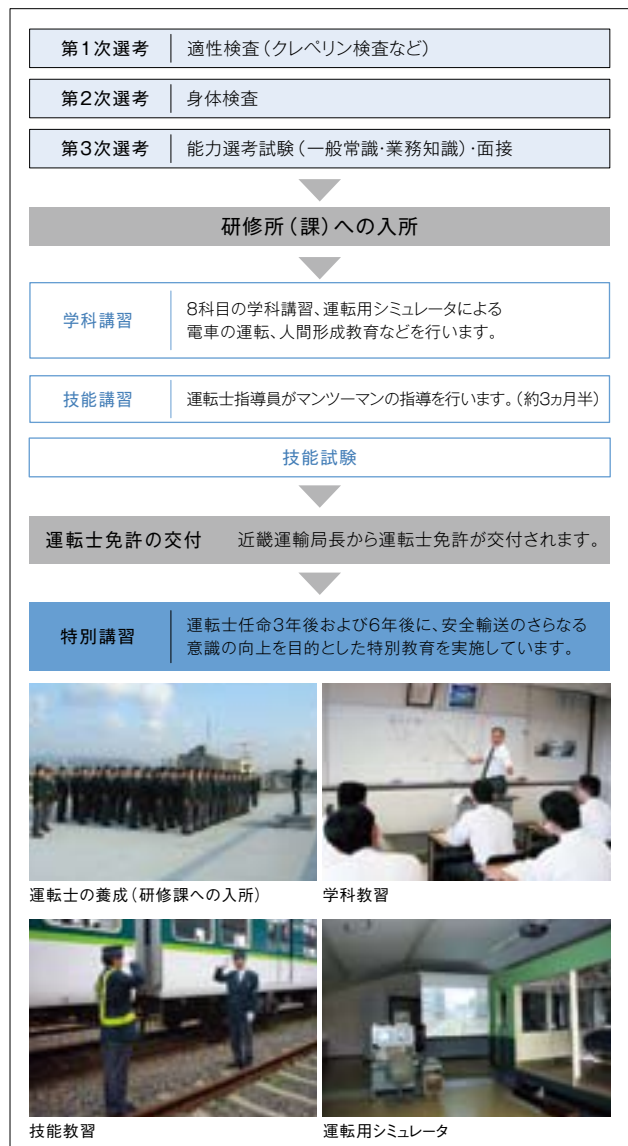 第1次選考 適性検査（クレペリン検査など）
第2次選考 身体検査
第3次選考 能力選考試験（一般常識・業務知識）・面接
研修所（課）への入所
学科講習 8科目の学科講習、運転用シミュレータによる
電車の運転、人間形成教育などを行います。
技能講習 運転士指導員がマンツーマンの指導を行います。（約3ヵ月半）
技能試験
運転士免許の交付 近畿運輸局長から運転士免許が交付されます。
特別講習 運転士任命3年後および6年後に、安全輸送のさらなる
意識の向上を目的とした特別教育を実施しています。
運転士の養成（研修課への入所）
学科教習
技能教習
運転用シミュレータ